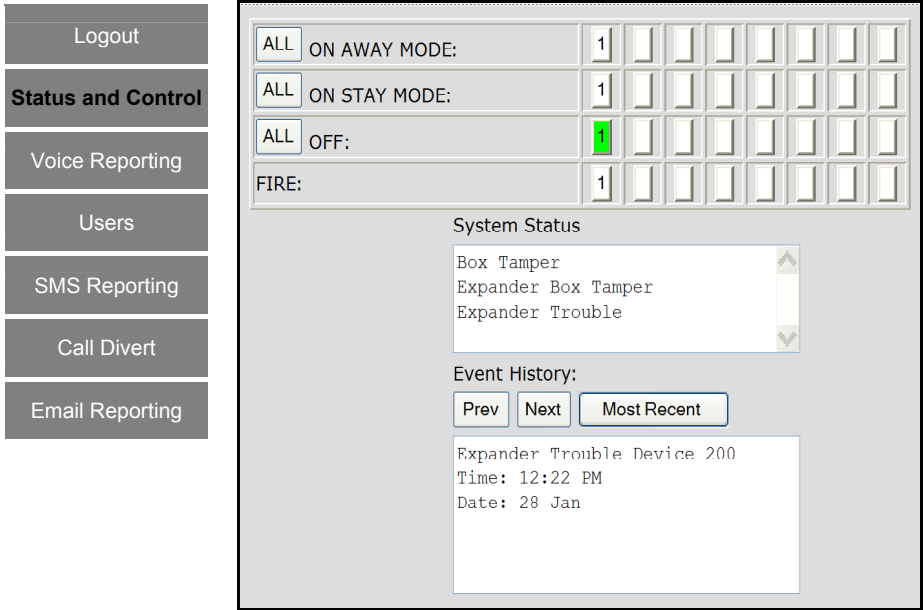 Logout
Status and Control
Voice Reporting
Users
SMS Reporting
Call Divert
Email Reporting
ALL ON AWAY MODE: 1
ALL ON STAY MODE: 1
ALL OFF: 1
FIRE: 1
System Status
Box Tamper
Expander Box Tamper
Expander Trouble
Event History:
Prev Next Most Recent
Expander Trouble Device 200
Time: 12:22 PM
Date: 28 Jan